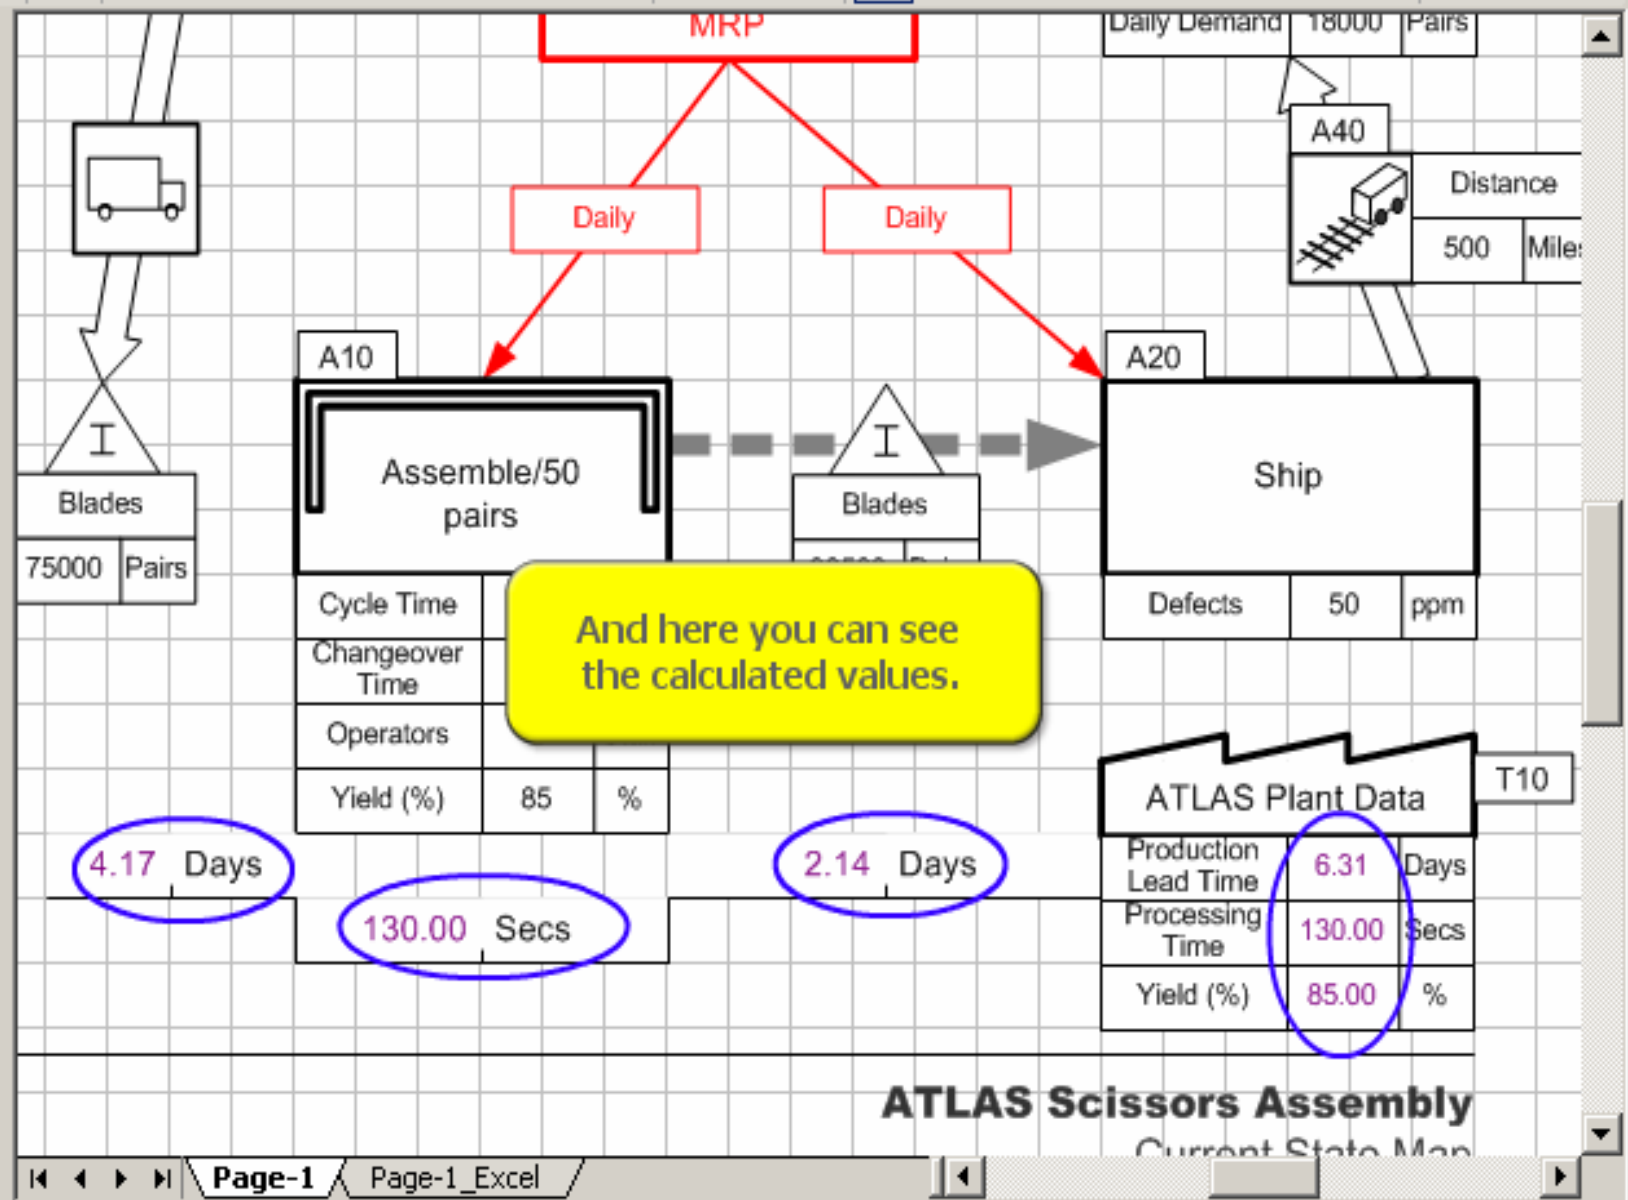 MRP
Daily Demand 18000 Pairs
A40
Distance
500
Daily
Daily
A10
A20
I
I
Assemble/50
pairs
Ship
Blades
75000 Pairs
Blades
Cycle Time
Changeover
Time
Operators
Yield (%) 85 %
And here you can see
the calculated values.
Defects 50 ppm
T10
ATLAS Plant Data
4.17 Days
130.00 Secs
2.14 Days
Production
Lead Time 6.31 Days
Processing
Time 130.00 Secs
Yield (%) 85.00 %
ATLAS Scissors Assembly
Current State Map
Page-1 Page-1_Excel